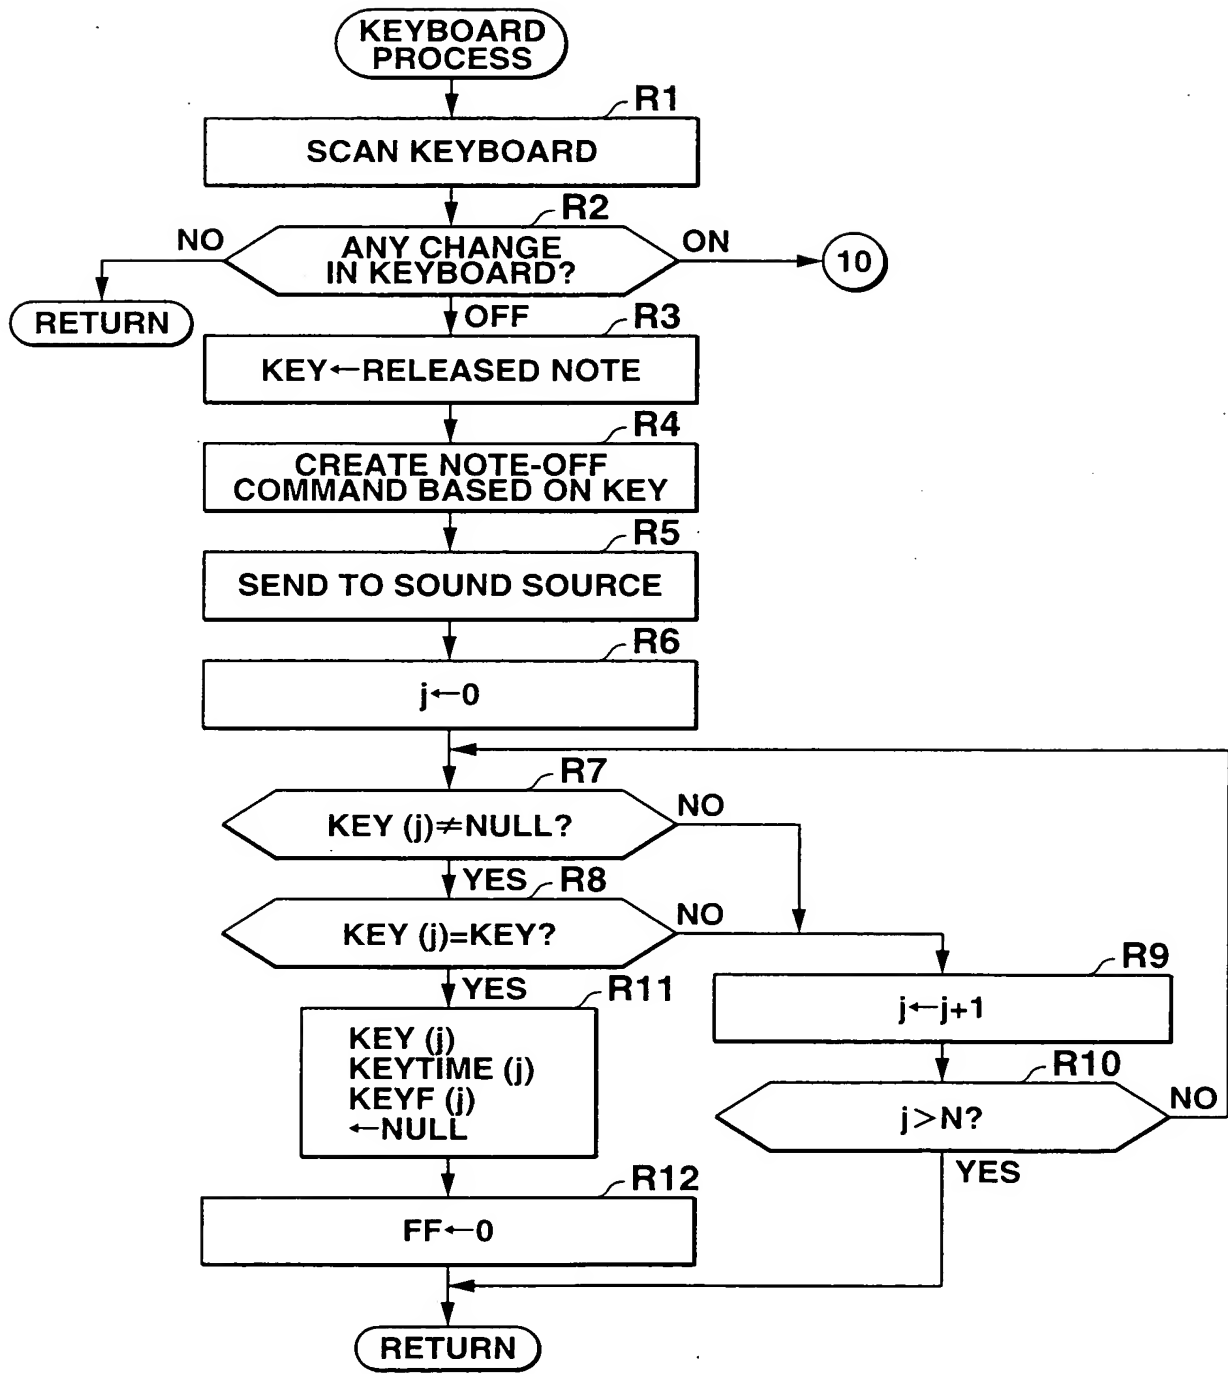 KEYBOARD
PROCESS
R1
SCAN KEYBOARD
R2
NO
ANY CHANGE
IN KEYBOARD?
ON
10
RETURN
OFF
R3
KEY←RELEASED NOTE
R4
CREATE NOTE-OFF
COMMAND BASED ON KEY
R5
SEND TO SOUND SOURCE
R6
j←0
R7
KEY (j)≠NULL?
NO
YES
R8
KEY (j)=KEY?
NO
YES
R9
j←j+1
R10
j>N?
NO
YES
R11
KEY (j)
KEYTIME (j)
KEYF (j)
←NULL
R12
FF←0
RETURN